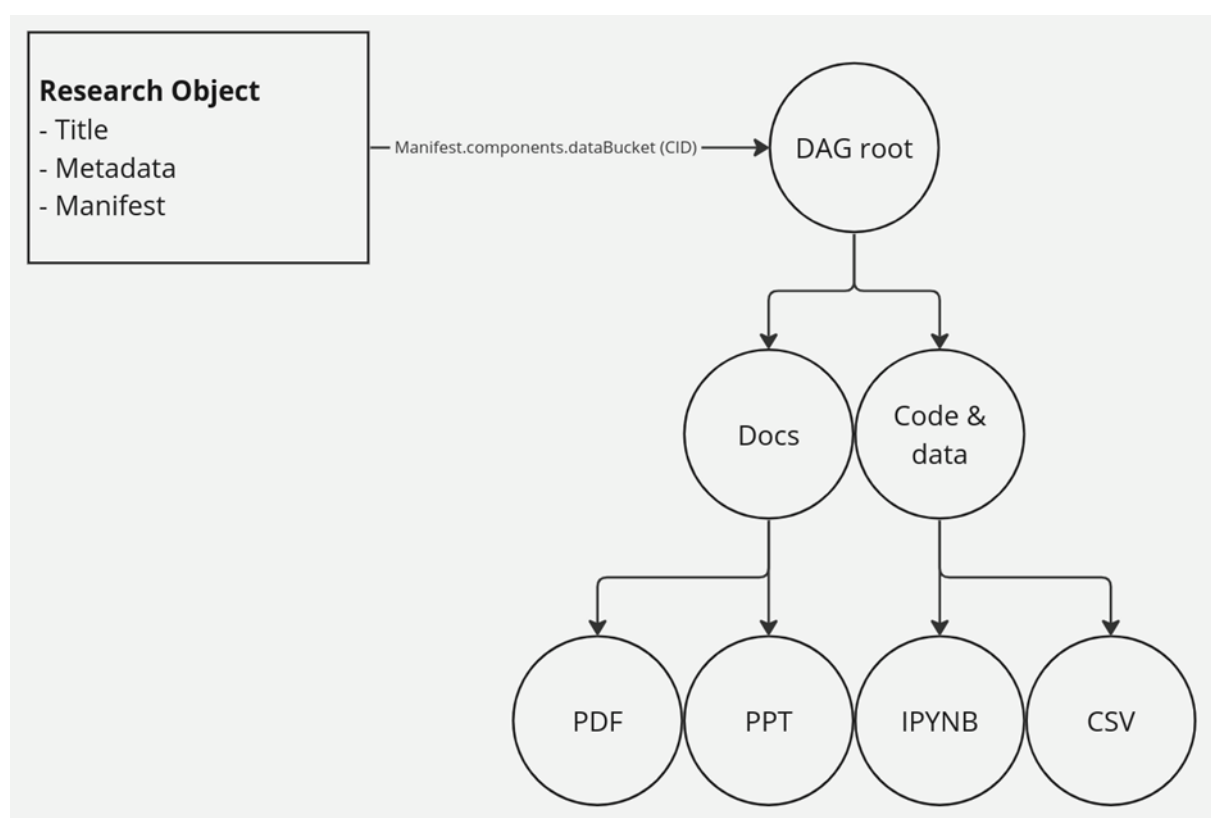 Research Object
- Title
- Metadata
- Manifest
Manifest.components.dataBucket (CID)
DAG root
Docs
Code &
data
PDF
PPT
IPYNB
CSV